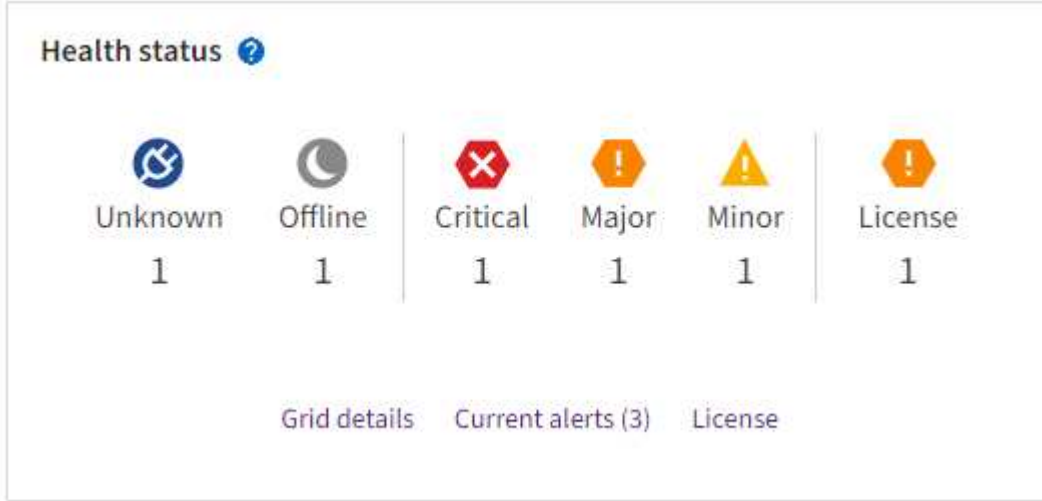 Health status ?
Unknown Offline Critical Major Minor License
1 1 1 1 1 1
Grid details Current alerts (3) License